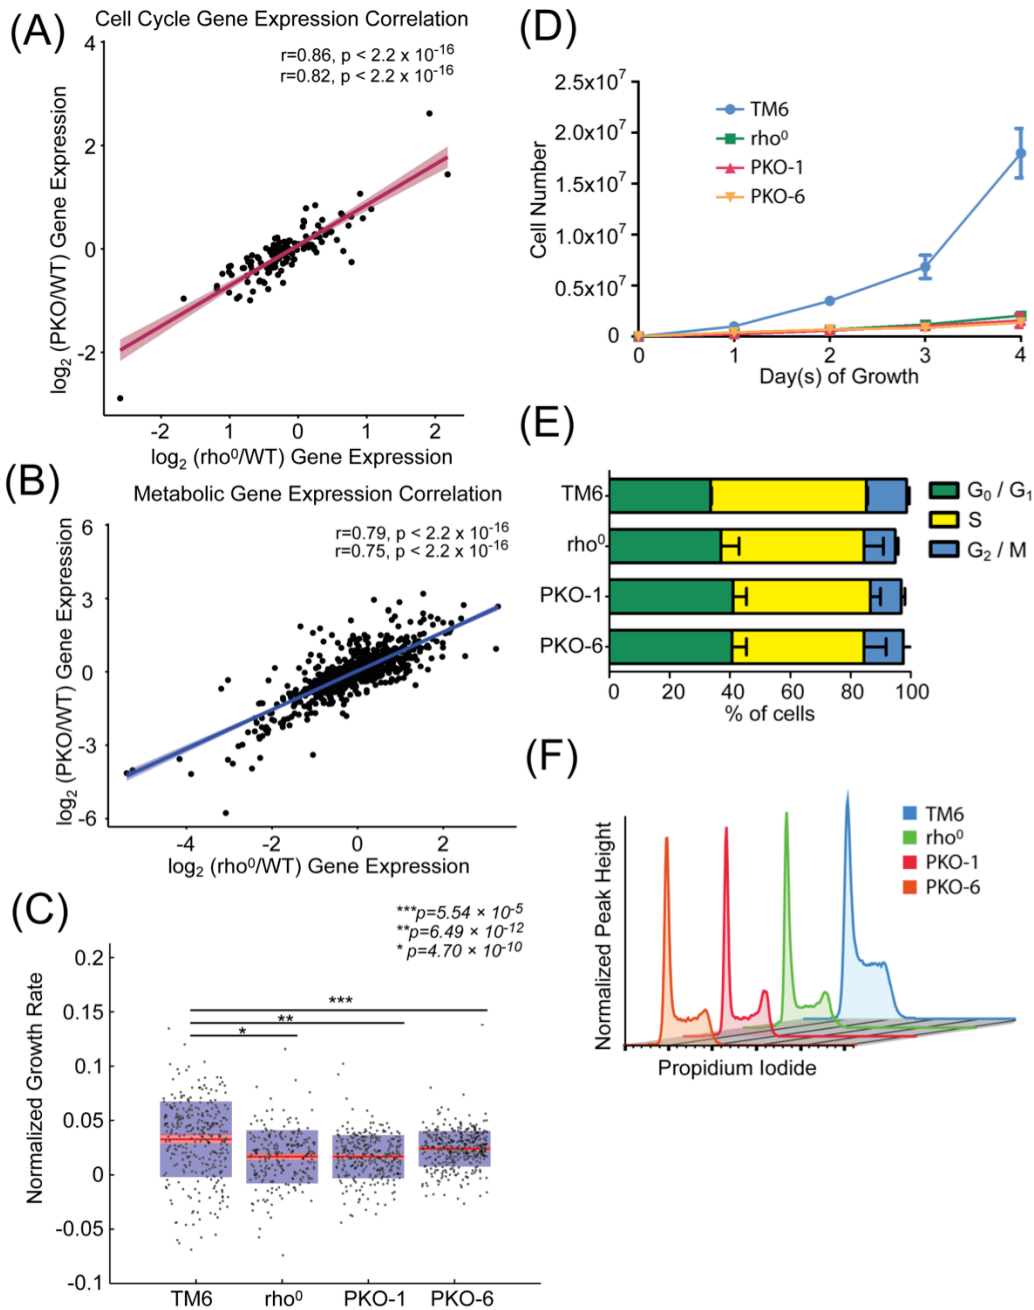 (A)
Cell Cycle Gene Expression Correlation
r=0.86, p < 2.2 x 10⁻¹⁶
r=0.82, p < 2.2 x 10⁻¹⁶
log₂ (PKO/WT) Gene Expression
4
2
0
-2
-2
1
0
1
2
log₂ (rho⁰/WT) Gene Expression
(B)
Metabolic Gene Expression Correlation
r=0.79, p < 2.2 x 10⁻¹⁶
r=0.75, p < 2.2 x 10⁻¹⁶
log₂ (PKO/WT) Gene Expression
6
3
0
-3
-6
-4
-2
0
2
log₂ (rho⁰/WT) Gene Expression
(C)
***p=5.54 × 10⁻⁵
**p=6.49 × 10⁻¹²
* p=4.70 × 10⁻¹⁰
Normalized Growth Rate
0.2
0.15
0.1
0.05
0
-0.05
-0.1
***
**
*
TM6
rho⁰
PKO-1
PKO-6
(D)
Cell Number
2.5x10⁷
2.0x10⁷
1.5x10⁷
1.0x10⁷
0.5x10⁷
0
TM6
rho⁰
PKO-1
PKO-6
0
1
2
3
4
Day(s) of Growth
(E)
TM6
rho⁰
PKO-1
PKO-6
G₀ / G₁
S
G₂ / M
0
20
40
60
80
100
% of cells
(F)
Normalized Peak Height
TM6
rho⁰
PKO-1
PKO-6
Propidium Iodide